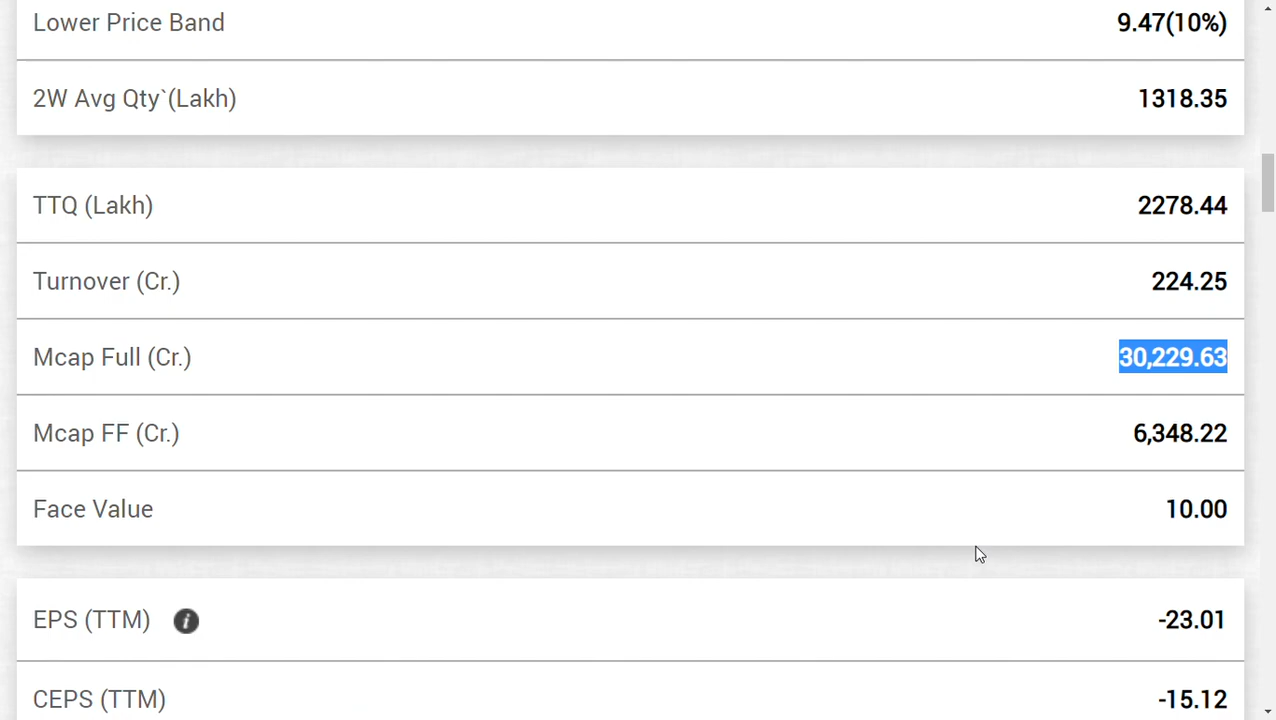 Lower Price Band 9.47(10%)
2W Avg Qty`(Lakh) 1318.35
TTQ (Lakh) 2278.44
Turnover (Cr.) 224.25
Mcap Full (Cr.) 30,229.63
Mcap FF (Cr.) 6,348.22
Face Value 10.00
EPS (TTM) i -23.01
CEPS (TTM) -15.12